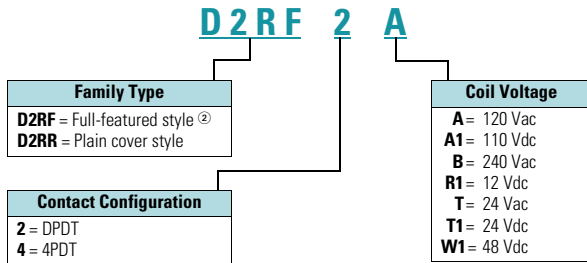 D2RF 2 A
Family Type
D2RF = Full-featured style ②
D2RR = Plain cover style
Contact Configuration
2 = DPDT
4 = 4PDT
Coil Voltage
A = 120 Vac
A1 = 110 Vdc
B = 240 Vac
R1 = 12 Vdc
T = 24 Vac
T1 = 24 Vdc
W1 = 48 Vdc